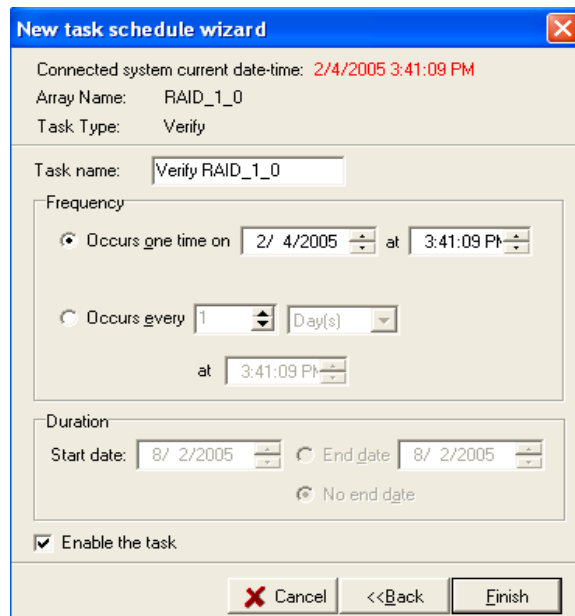 New task schedule wizard
Connected system current date-time: 2/4/2005 3:41:09 PM
Array Name: RAID_1_0
Task Type: Verify
Task name: Verify RAID_1_0
Frequency
Occurs one time on 2/ 4/2005 at 3:41:09 PM
Occurs every 1 Day(s)
at 3:41:09 PM
Duration
Start date: 8/ 2/2005 End date 8/ 2/2005
No end date
Enable the task
Cancel <<Back Finish